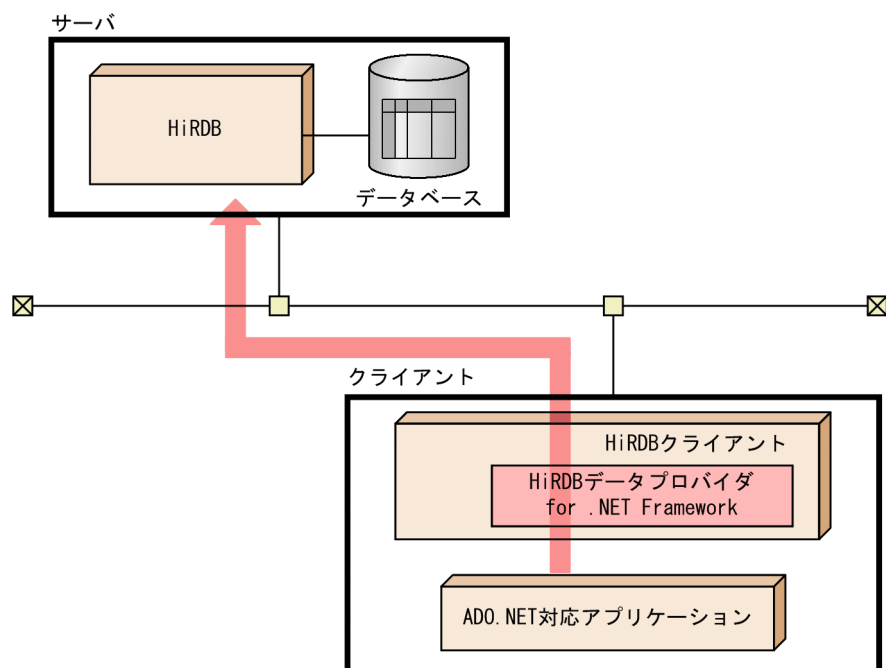 サーバ
HiRDB
データベース
クライアント
HiRDBクライアント
HiRDBデータプロバイダ
for .NET Framework
ADO.NET対応アプリケーション